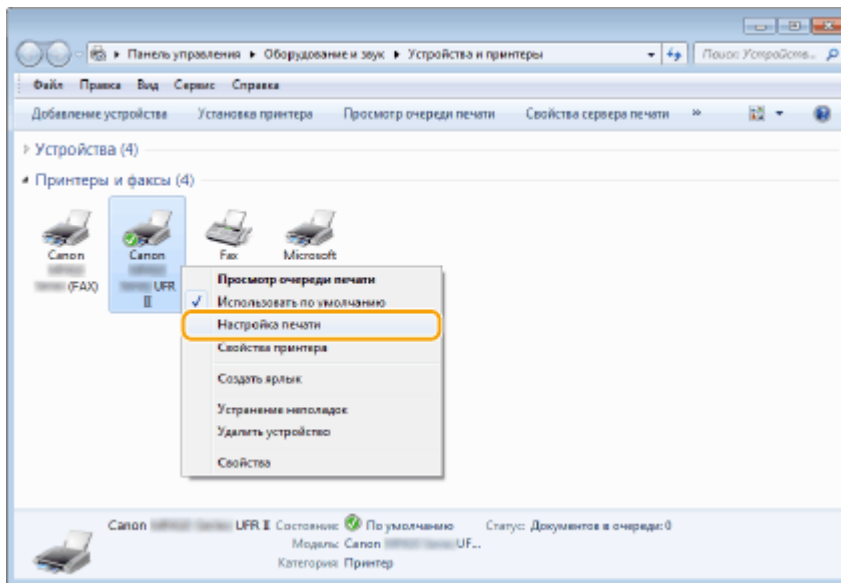 Панель управления ▸ Оборудование и звук ▸ Устройства и принтеры
Поиск: Устройств...
Файл Правка Вид Сервис Справка
Добавление устройства Установка принтера Просмотр очереди печати Свойства сервера печати »
Устройства (4)
Принтеры и факсы (4)
Canon
(FAX)
Canon
UFR
II
Fax
Microsoft
Просмотр очереди печати
Использовать по умолчанию
Настройка печати
Свойства принтера
Создать ярлык
Устранение неполадок
Удалить устройство
Свойства
Canon UFR II Состояние: По умолчанию Статус: Документов в очереди: 0
Модель: Canon UF...
Категория: Принтер